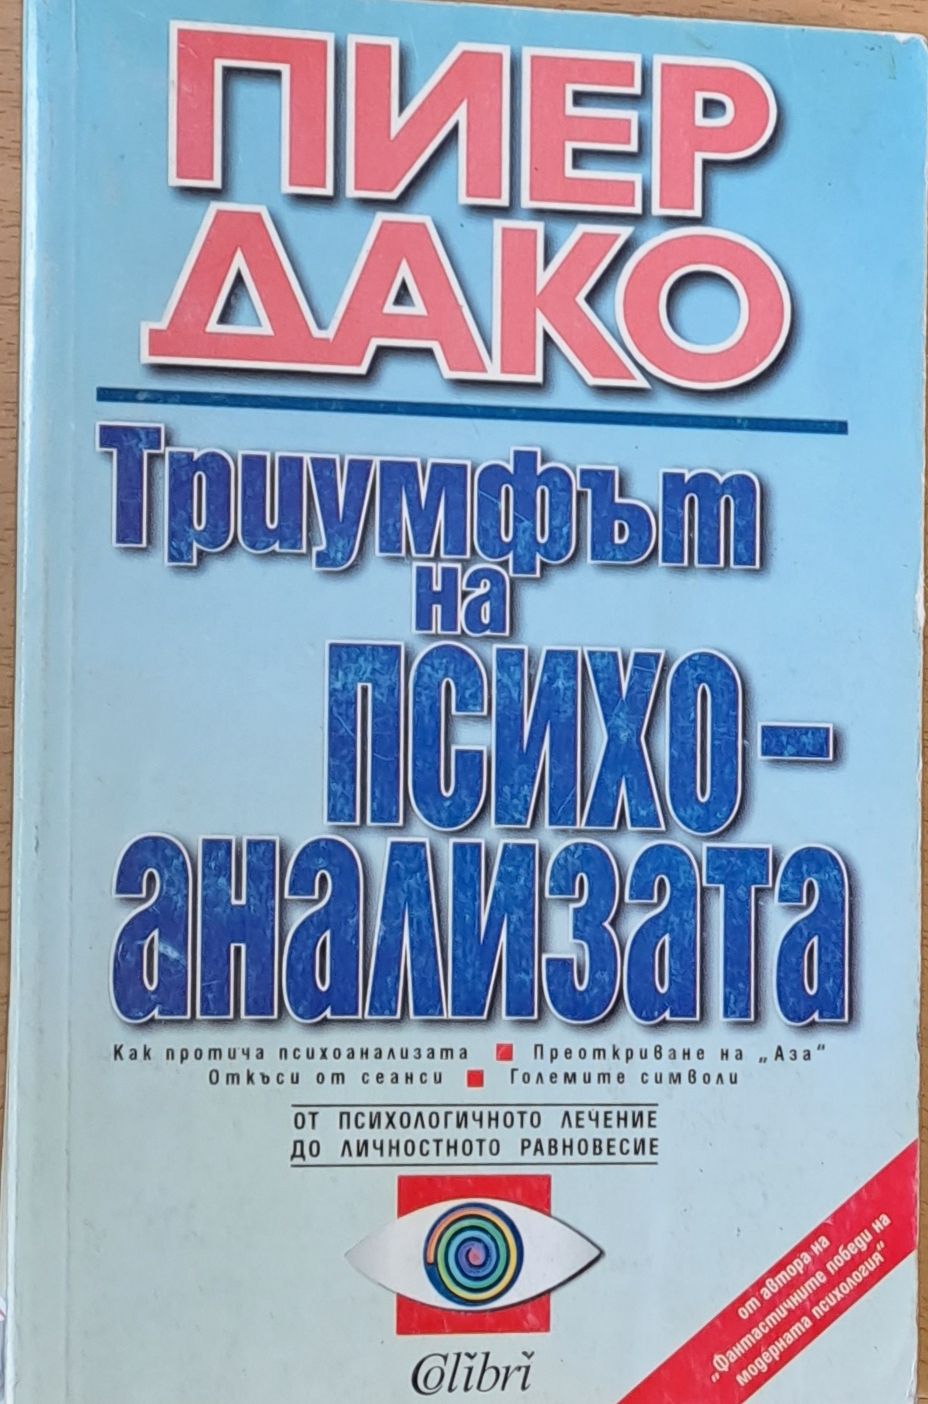 ПИЕР
ДАКО
Триумфът
на
ПСИХО-
анализата
Как протича психоанализата ■ Преоткриване на „Аза“
Откъси от сеанси ■ Големите символи
ОТ ПСИХОЛОГИЧНОТО ЛЕЧЕНИЕ
ДО ЛИЧНОСТНОТО РАВНОВЕСИЕ
от автора на
„Фантастичните победи на
модерната психология“
Colibri